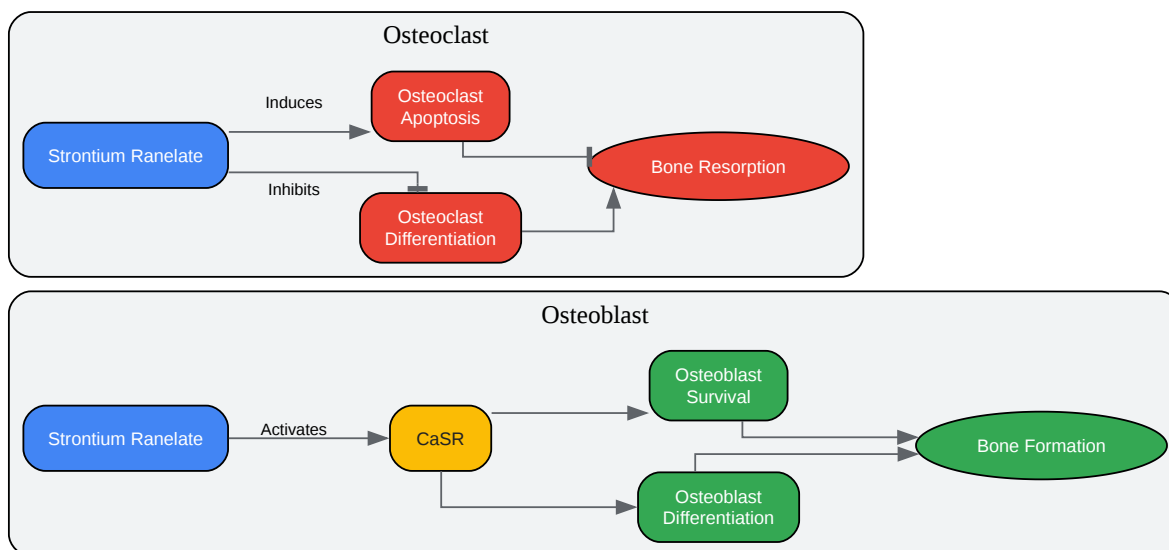 Osteoclast
Induces
Osteoclast
Apoptosis
Strontium Ranelate
Bone Resorption
Inhibits
Osteoclast
Differentiation
Osteoblast
Osteoblast
Survival
Strontium Ranelate
Activates
CaSR
Bone Formation
Osteoblast
Differentiation